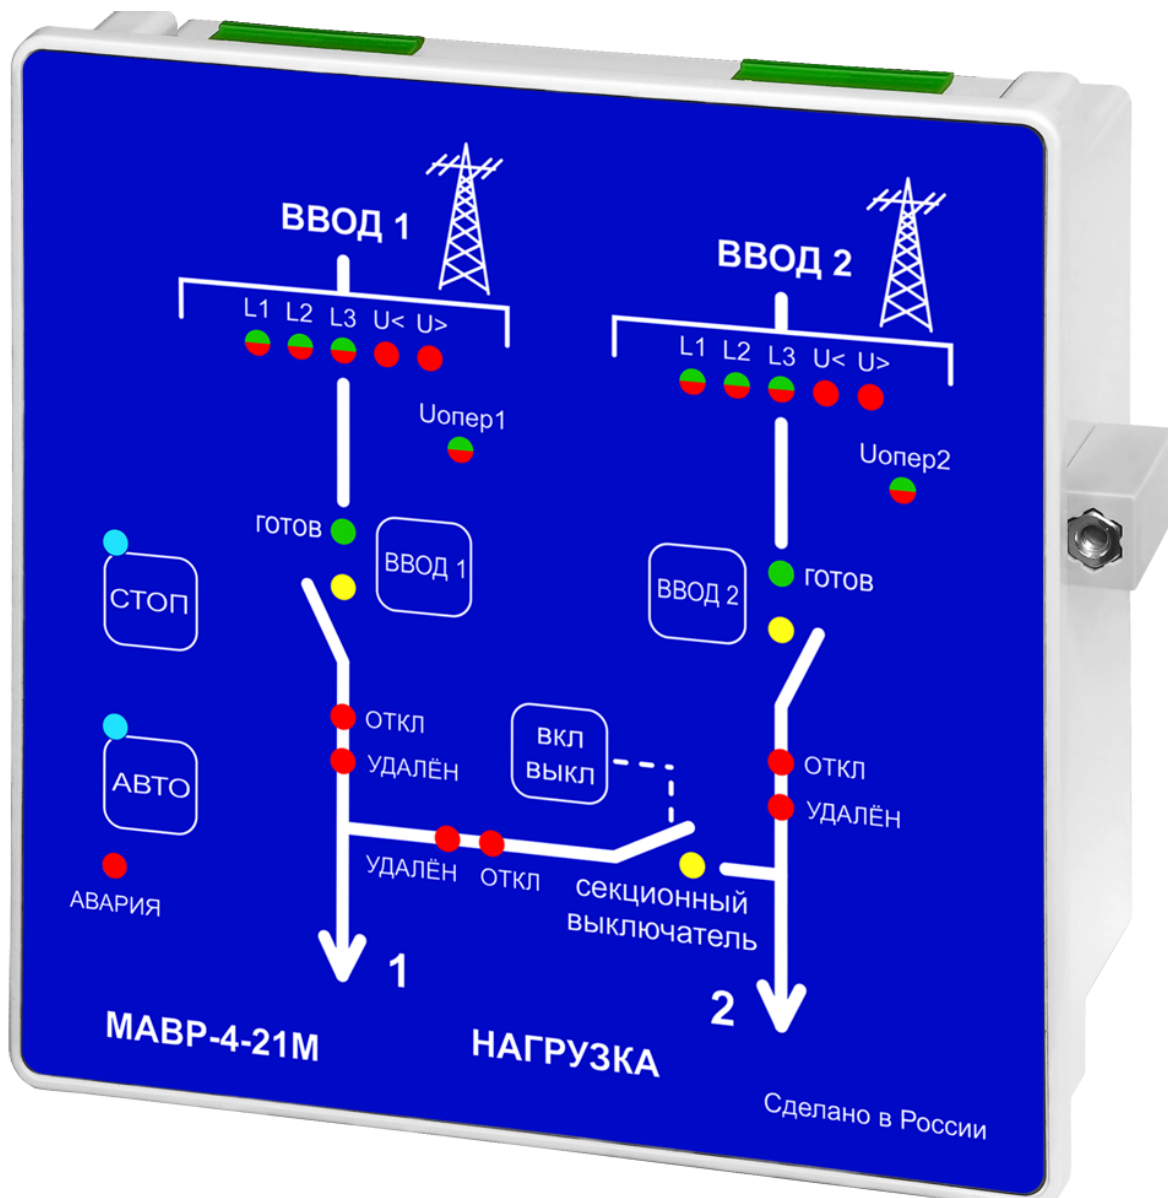 ВВОД 1
L1 L2 L3 U< U>
Uопер1
ВВОД 2
L1 L2 L3 U< U>
Uопер2
готов
ВВОД 1
ВВОД 2
готов
СТОП
АВТО
АВАРИЯ
ОТКЛ
УДАЛЁН
ВКЛ
ВЫКЛ
ОТКЛ
УДАЛЁН
УДАЛЁН ОТКЛ
секционный
выключатель
1
2
МАВР-4-21М
НАГРУЗКА
Сделано в России